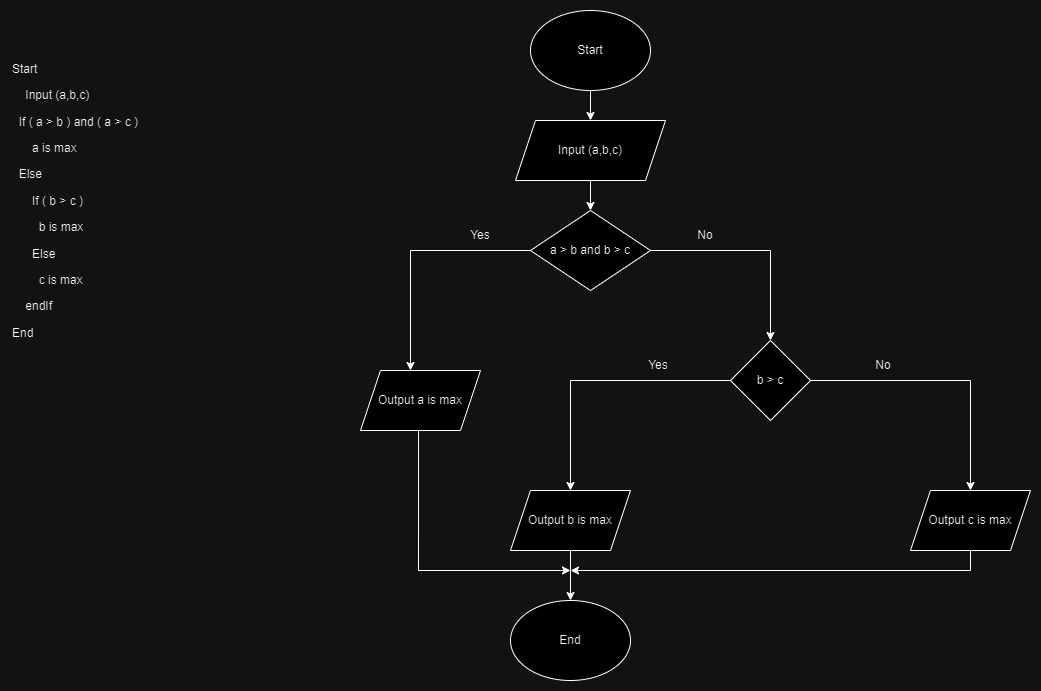 Start
Input (a,b,c)
If ( a > b ) and ( a > c )
a is max
Else
If ( b > c )
b is max
Else
c is max
endIf
End
Start
Input (a,b,c)
a > b and b > c
Yes
No
Output a is max
b > c
Yes
No
Output b is max
Output c is max
End